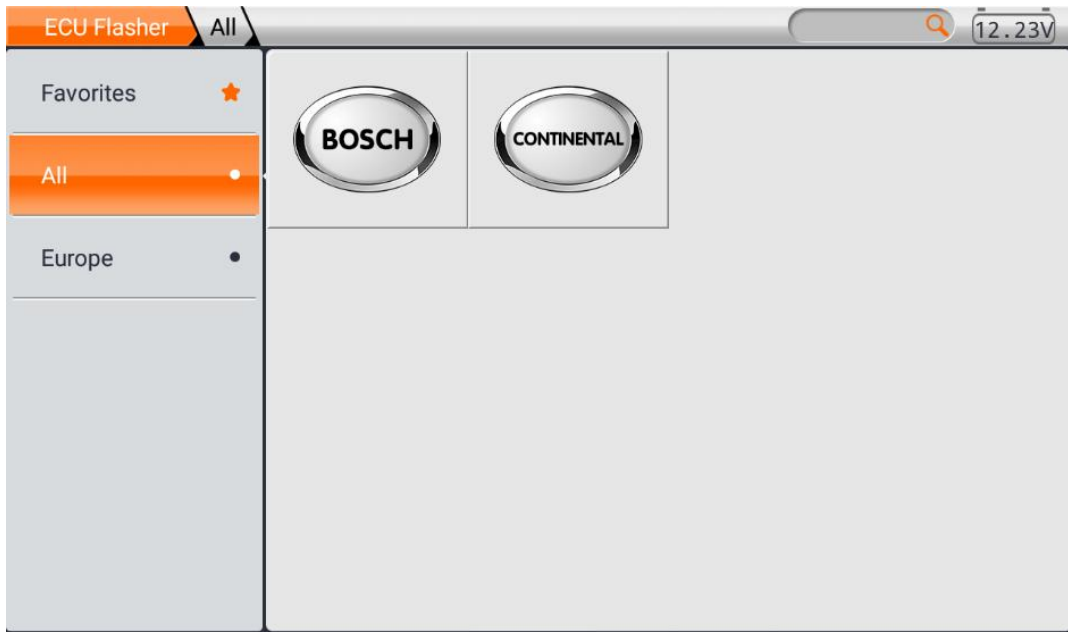 ECU Flasher All 12.23V
Favorites
BOSCH CONTINENTAL
All
Europe